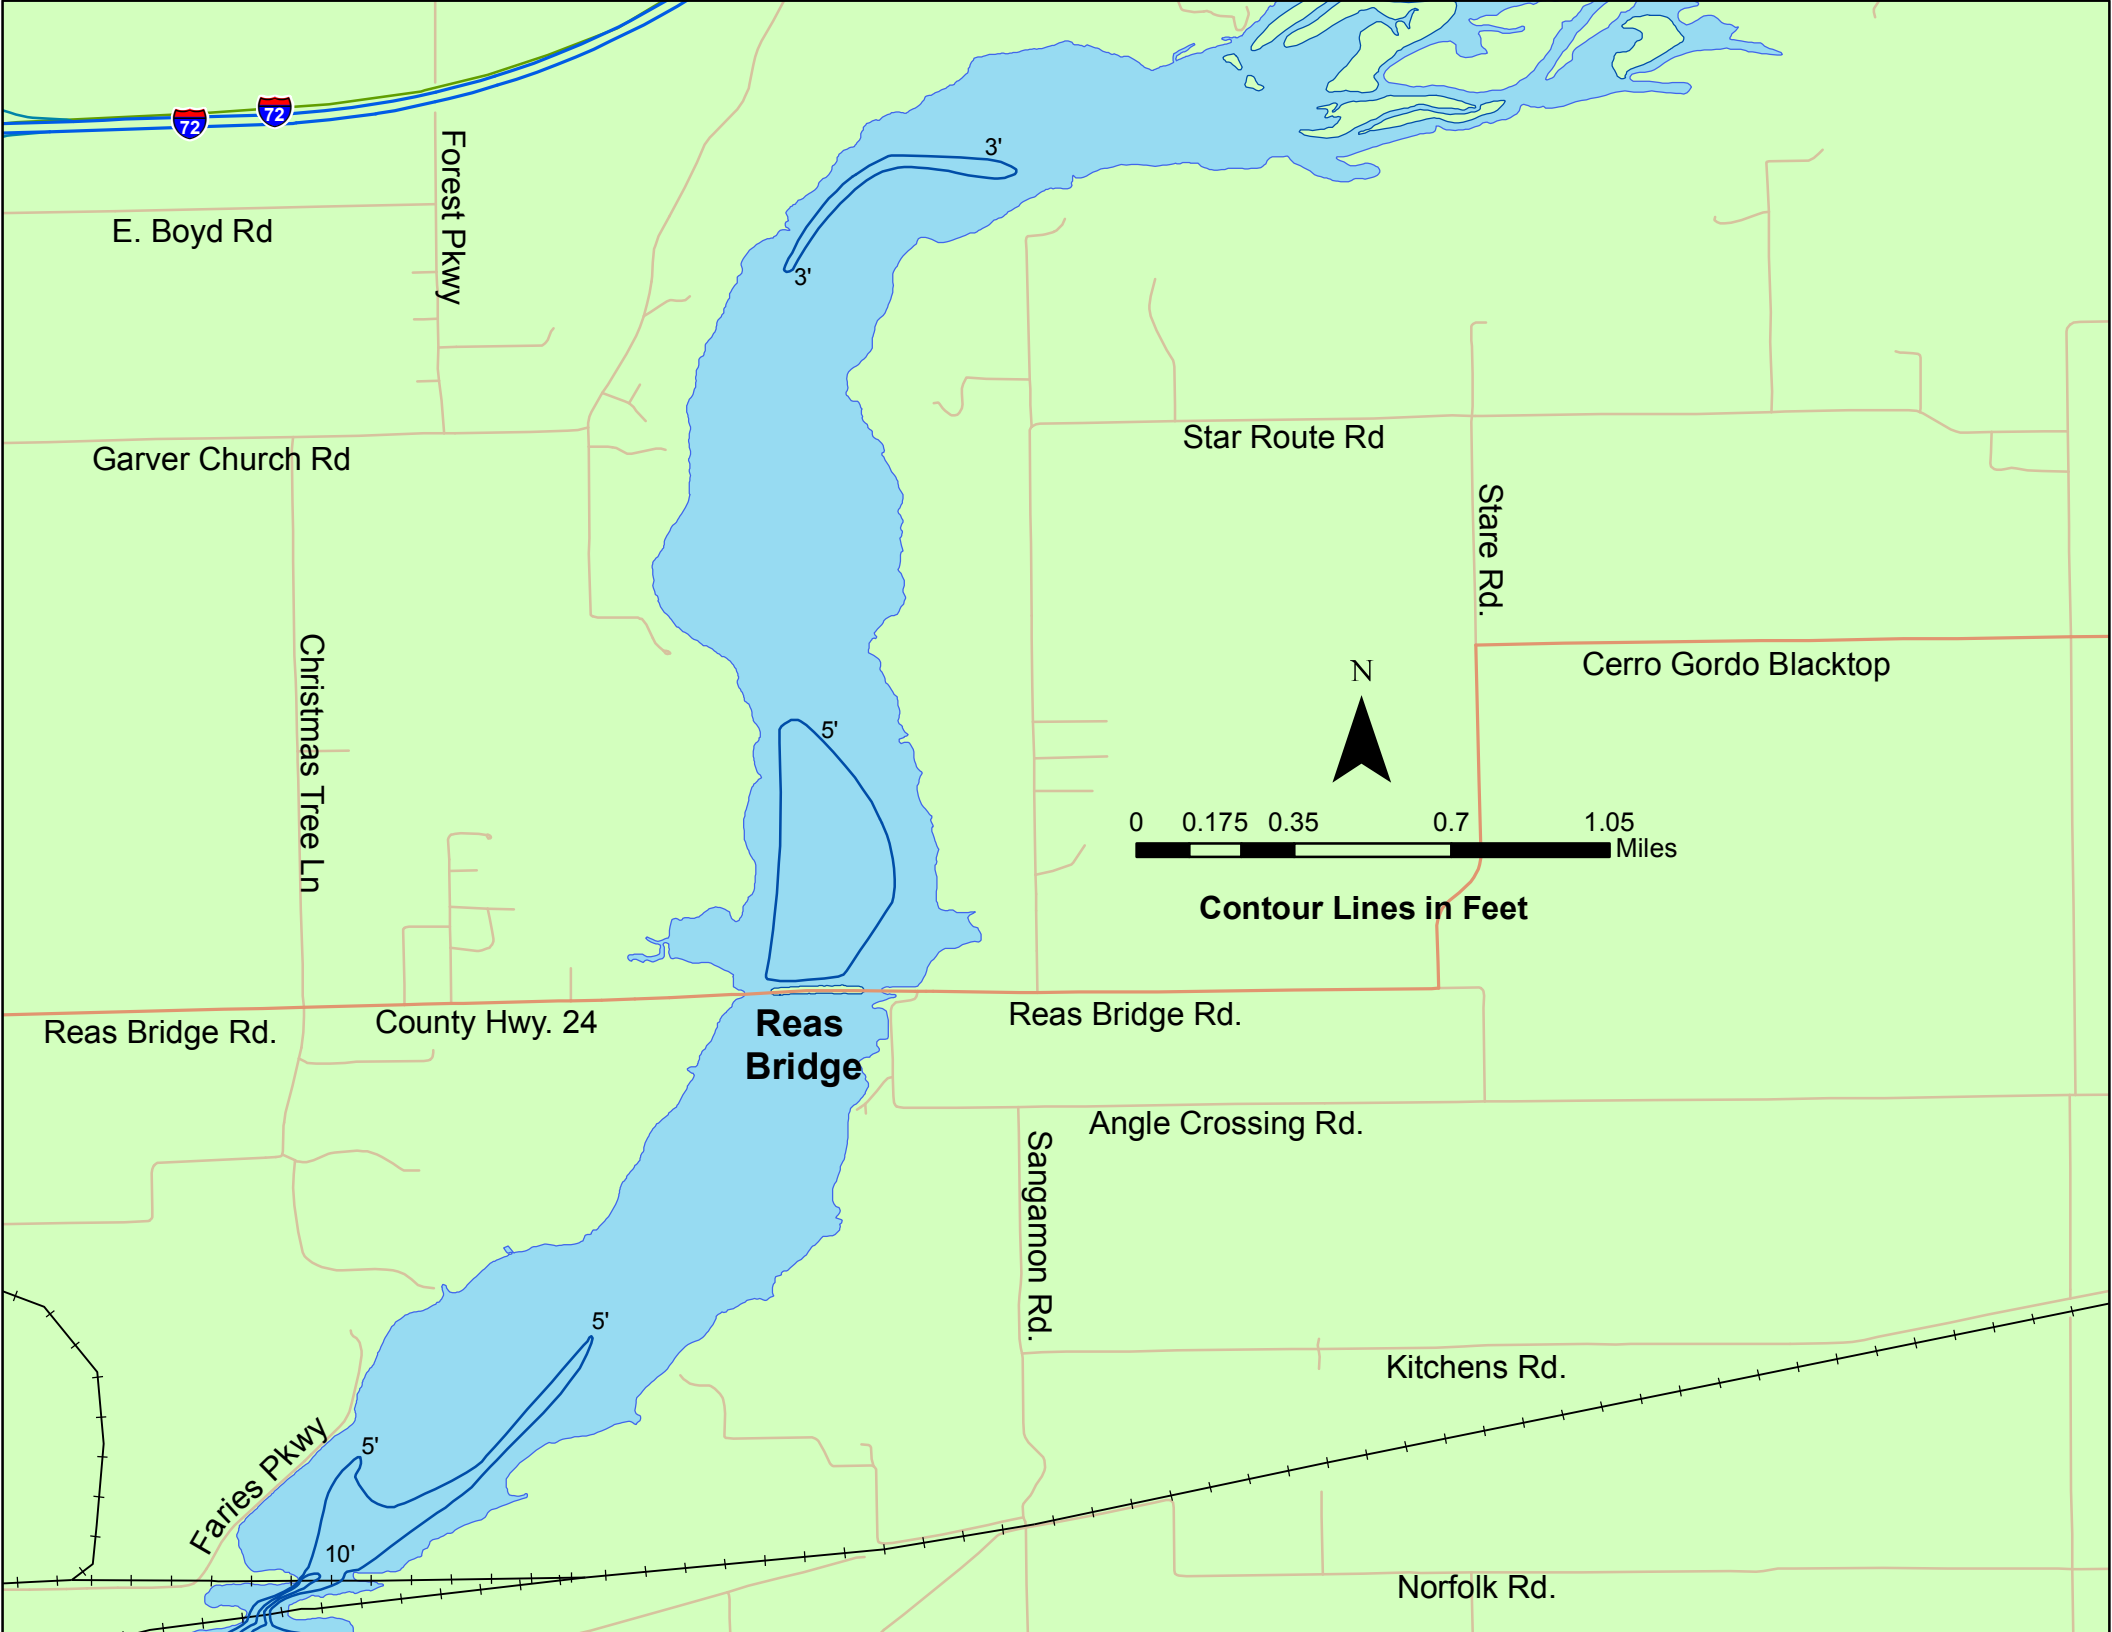 72
72
Forest Pkwy
3'
E. Boyd Rd
3'
Star Route Rd
Garver Church Rd
Stare Rd.
Christmas Tree Ln
N
Cerro Gordo Blacktop
5'
0 0.175 0.35 0.7 1.05
Miles
Contour Lines in Feet
Reas Bridge Rd.
County Hwy. 24
Reas
Bridge
Reas Bridge Rd.
Angle Crossing Rd.
Sangamon Rd.
5'
Kitchens Rd.
5'
Faries Pkwy
10'
Norfolk Rd.